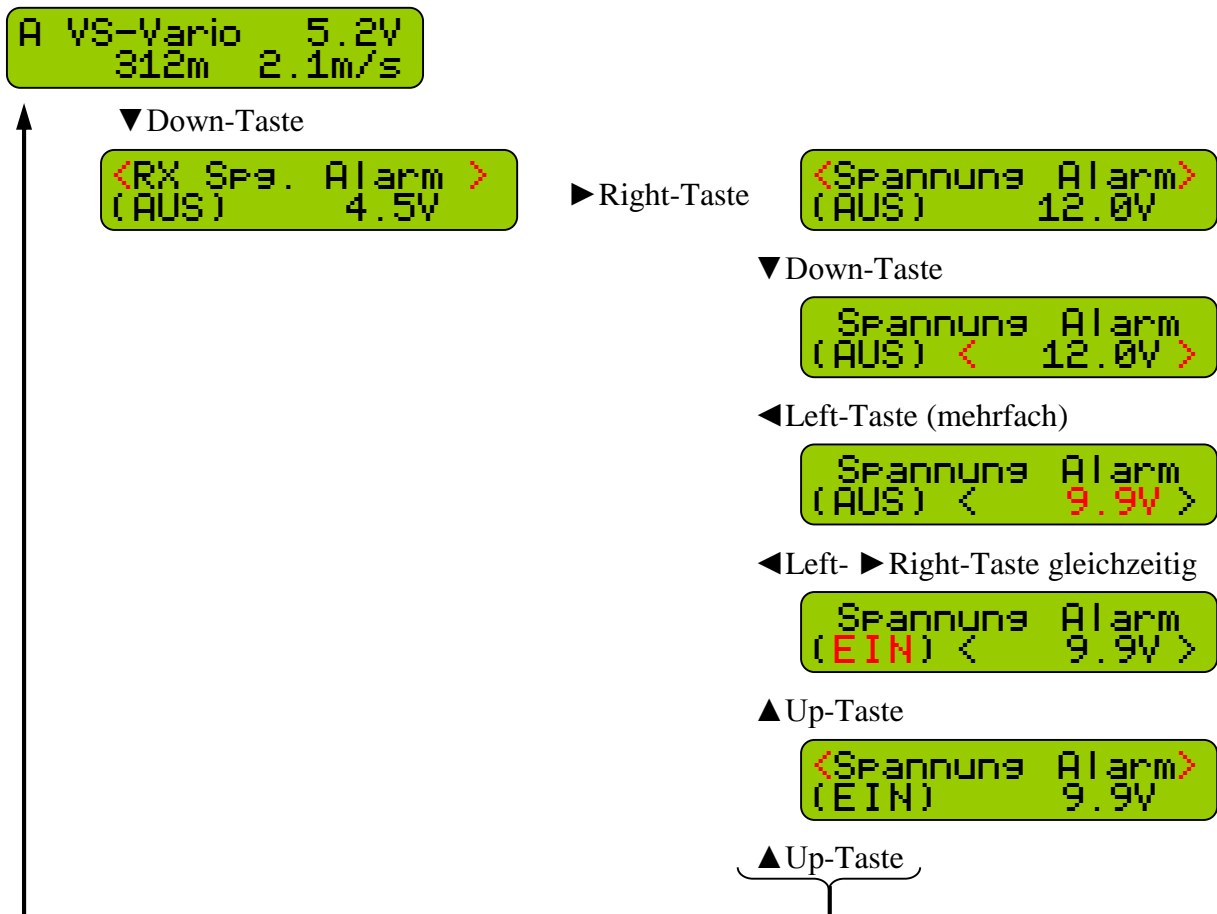 A VS-Vario 5.2V
312m 2.1m/s
▼Down-Taste
<RX Spg. Alarm >
(AUS) 4.5V
►Right-Taste
<Spannung Alarm>
(AUS) 12.0V
▼Down-Taste
Spannung Alarm
(AUS) < 12.0V >
◄Left-Taste (mehrfach)
Spannung Alarm
(AUS) < 9.9V >
◄Left- ►Right-Taste gleichzeitig
Spannung Alarm
(EIN) < 9.9V >
▲Up-Taste
<Spannung Alarm>
(EIN) 9.9V
▲Up-Taste